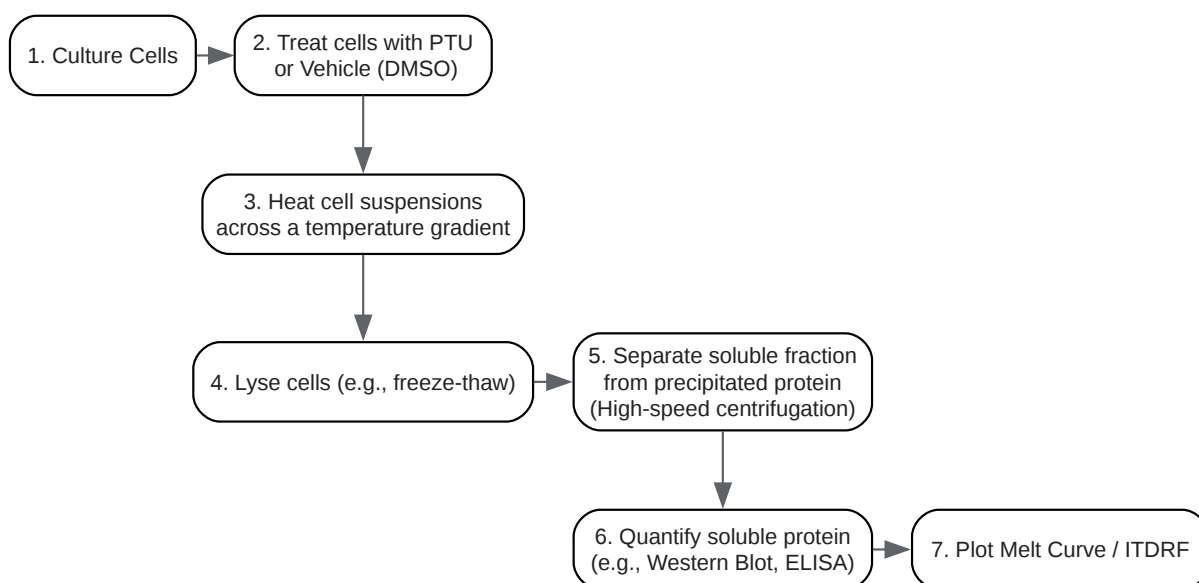 1. Culture Cells
2. Treat cells with PTU
or Vehicle (DMSO)
3. Heat cell suspensions
across a temperature gradient
4. Lyse cells (e.g., freeze-thaw)
5. Separate soluble fraction
from precipitated protein
(High-speed centrifugation)
6. Quantify soluble protein
(e.g., Western Blot, ELISA)
7. Plot Melt Curve / ITDRF